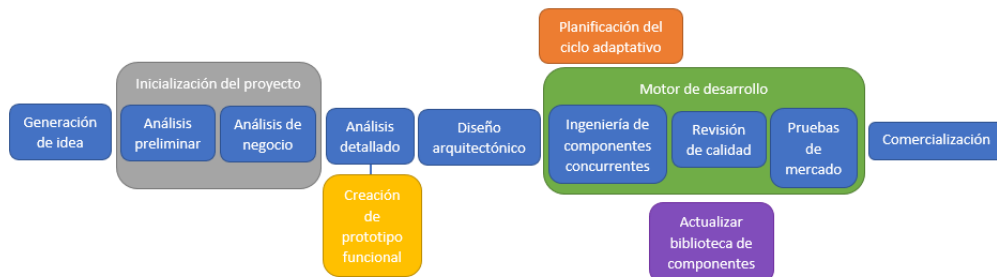 Planificación del
ciclo adaptativo
Inicialización del proyecto
Motor de desarrollo
Generación
de idea
Análisis
preliminar
Análisis de
negocio
Análisis
detallado
Diseño
arquitectónico
Ingeniería de
componentes
concurrentes
Revisión
de calidad
Pruebas
de
mercado
Comercialización
Creación
de
prototipo
funcional
Actualizar
biblioteca de
componentes